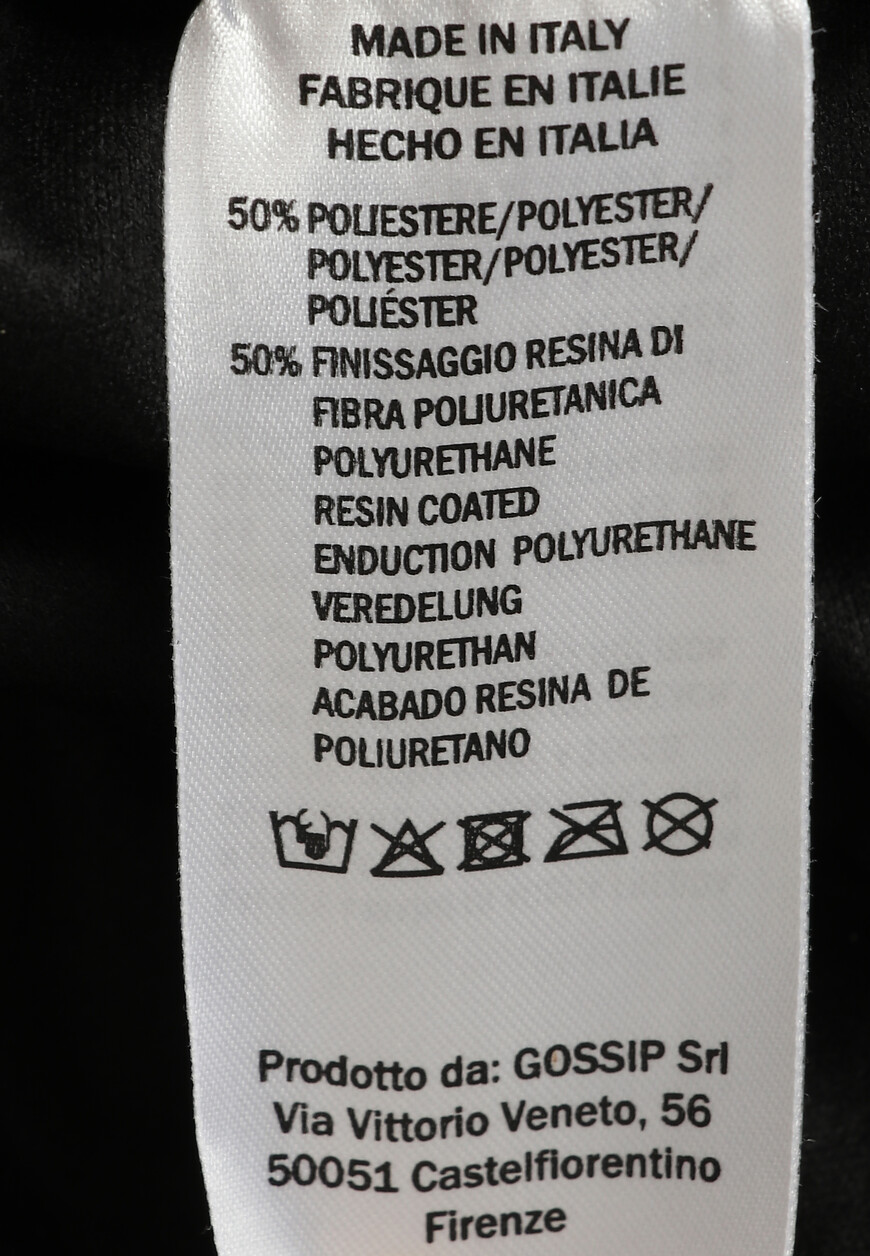 MADE IN ITALY
FABRIQUE EN ITALIE
HECHO EN ITALIA
50% POLIESTERE/POLYESTER/
POLYESTER/POLYESTER/
POLIÉSTER
50% FINISSAGGIO RESINA DI
FIBRA POLIURETANICA
POLYURETHANE
RESIN COATED
ENDUCTION POLYURETHANE
VEREDELUNG
POLYURETHAN
ACABADO RESINA DE
POLIURETANO
Prodotto da: GOSSIP Srl
Via Vittorio Veneto, 56
50051 Castelfiorentino
Firenze